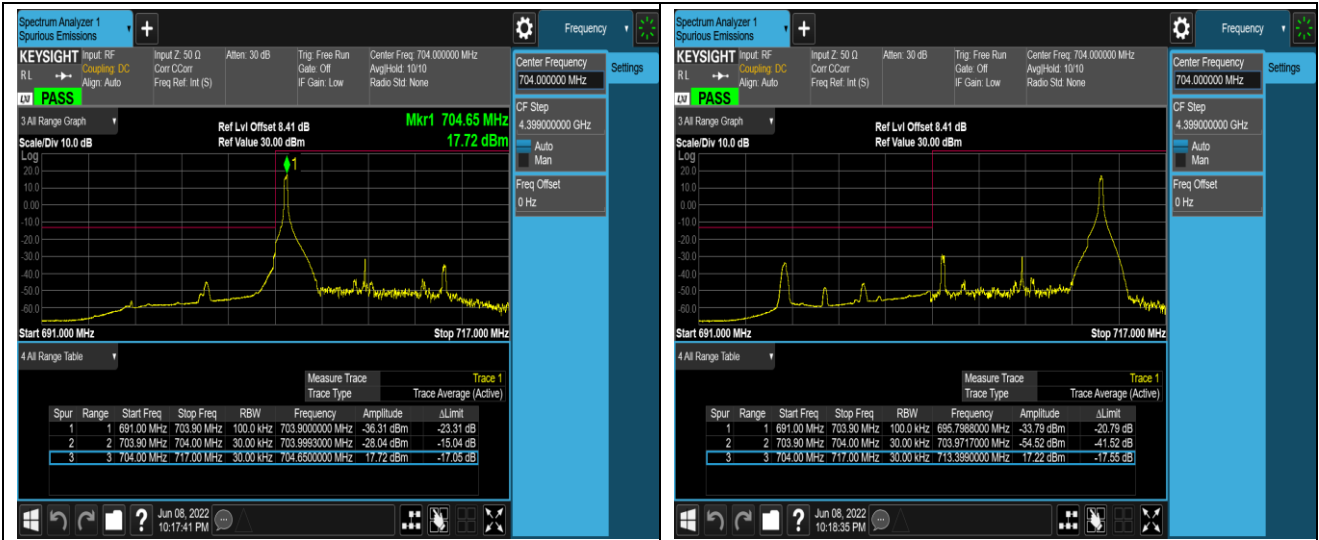 Spectrum Analyzer 1
Spurious Emissions
+
Frequency
KEYSIGHT
RL
PASS
Input: RF
Coupling: DC
Align: Auto
Input Z: 50 Ω
Corr CCorr
Freq Ref: Int (S)
Atten: 30 dB
Trig: Free Run
Gate: Off
IF Gain: Low
Center Freq: 704.000000 MHz
Avg|Hold: 10/10
Radio Std: None
Center Frequency
704.000000 MHz
Settings
CF Step
4.399000000 GHz
Auto
Man
Freq Offset
0 Hz
3 All Range Graph
Ref Lvl Offset 8.41 dB
Mkr1 704.65 MHz
Scale/Div 10.0 dB
Ref Value 30.00 dBm
17.72 dBm
Log
1
20.0
10.0
0.00
-10.0
-20.0
-30.0
-40.0
-50.0
-60.0
Start 691.000 MHz
Stop 717.000 MHz
4 All Range Table
Measure Trace Trace 1
Trace Type Trace Average (Active)
Spur Range Start Freq Stop Freq RBW Frequency Amplitude ΔLimit
1 1 691.00 MHz 703.90 MHz 100.0 kHz 703.9000000 MHz -36.31 dBm -23.31 dB
2 2 703.90 MHz 704.00 MHz 30.00 kHz 703.9993000 MHz -28.04 dBm -15.04 dB
3 3 704.00 MHz 717.00 MHz 30.00 kHz 704.6500000 MHz 17.72 dBm -17.05 dB
?
Jun 08, 2022
10:17:41 PM
Spectrum Analyzer 1
Spurious Emissions
+
Frequency
KEYSIGHT
RL
PASS
Input: RF
Coupling: DC
Align: Auto
Input Z: 50 Ω
Corr CCorr
Freq Ref: Int (S)
Atten: 30 dB
Trig: Free Run
Gate: Off
IF Gain: Low
Center Freq: 704.000000 MHz
Avg|Hold: 10/10
Radio Std: None
Center Frequency
704.000000 MHz
Settings
CF Step
4.399000000 GHz
Auto
Man
Freq Offset
0 Hz
3 All Range Graph
Ref Lvl Offset 8.41 dB
Scale/Div 10.0 dB
Ref Value 30.00 dBm
Log
20.0
10.0
0.00
-10.0
-20.0
-30.0
-40.0
-50.0
-60.0
Start 691.000 MHz
Stop 717.000 MHz
4 All Range Table
Measure Trace Trace 1
Trace Type Trace Average (Active)
Spur Range Start Freq Stop Freq RBW Frequency Amplitude ΔLimit
1 1 691.00 MHz 703.90 MHz 100.0 kHz 695.7988000 MHz -33.79 dBm -20.79 dB
2 2 703.90 MHz 704.00 MHz 30.00 kHz 703.9717000 MHz -54.52 dBm -41.52 dB
3 3 704.00 MHz 717.00 MHz 30.00 kHz 713.3990000 MHz 17.22 dBm -17.55 dB
?
Jun 08, 2022
10:18:35 PM